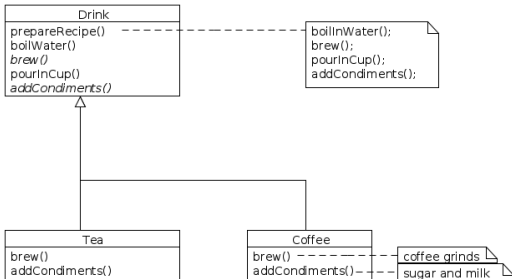 Drink
prepareRecipe()
boilWater()
brew()
pourInCup()
addCondiments()
boilInWater();
brew();
pourInCup();
addCondiments();
Tea
brew()
addCondiments()
Coffee
brew()
addCondiments()
coffee grinds
sugar and milk